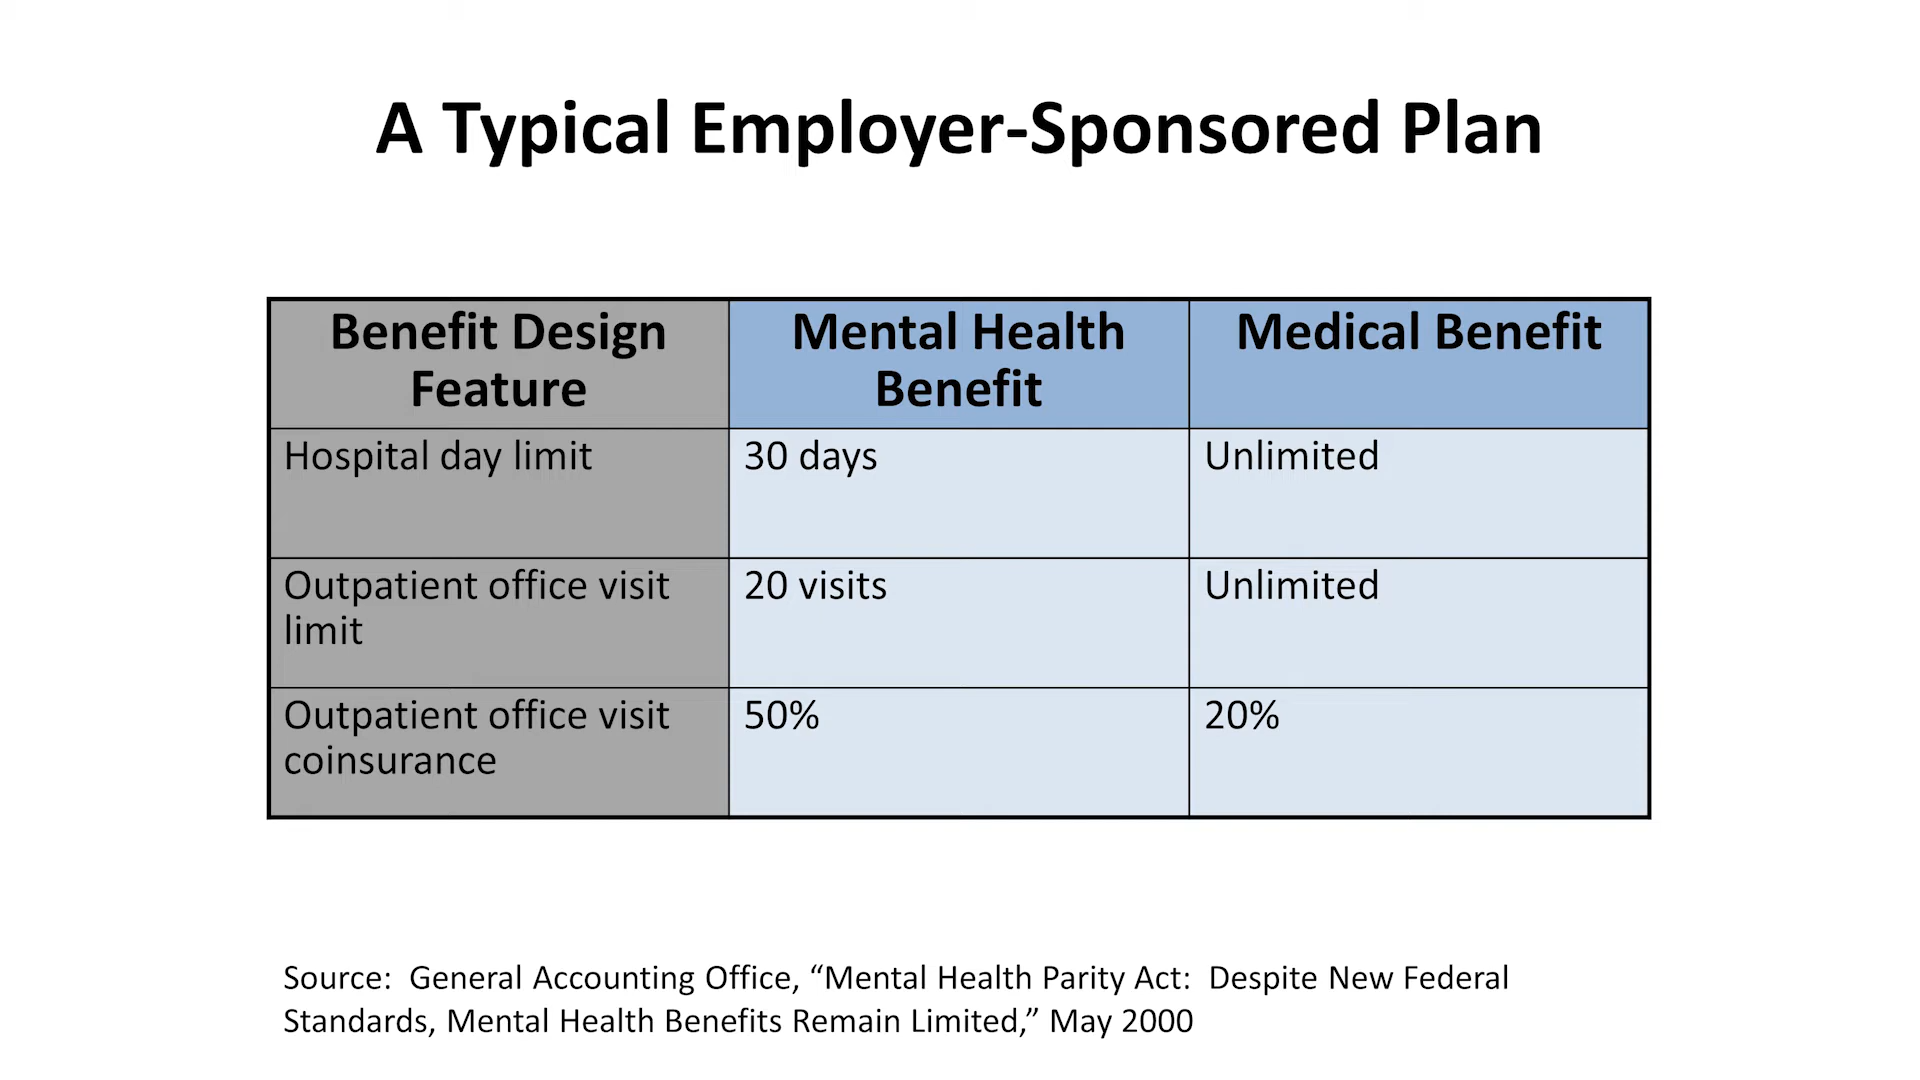 A Typical Employer-Sponsored Plan
Benefit Design
Feature
Mental Health
Benefit
Medical Benefit
Hospital day limit
30 days
Unlimited
Outpatient office visit
limit
20 visits
Unlimited
Outpatient office visit
coinsurance
50%
20%
Source:  General Accounting Office, “Mental Health Parity Act:  Despite New Federal
Standards, Mental Health Benefits Remain Limited,” May 2000